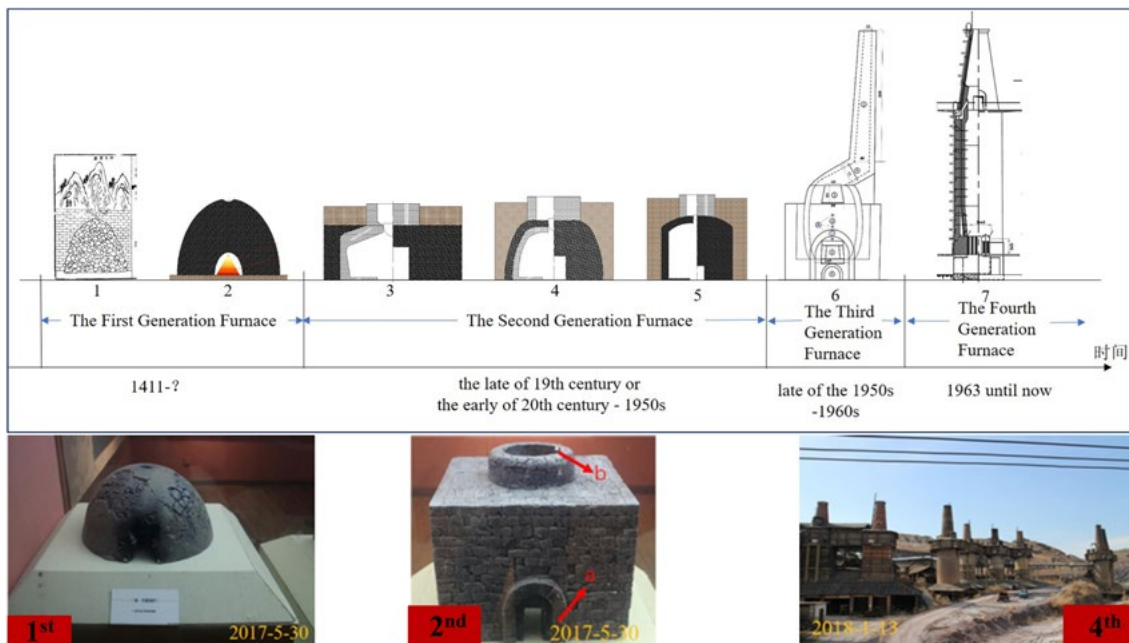 1
2
3
4
5
6
7
The First Generation Furnace
The Second Generation Furnace
The Third
Generation
Furnace
The Fourth
Generation
Furnace
时间
1411-?
the late of 19th century or
the early of 20th century - 1950s
late of the 1950s
-1960s
1963 until now
1st
2017-5-30
b
a
2nd
2017-5-30
2018-1-13
4th